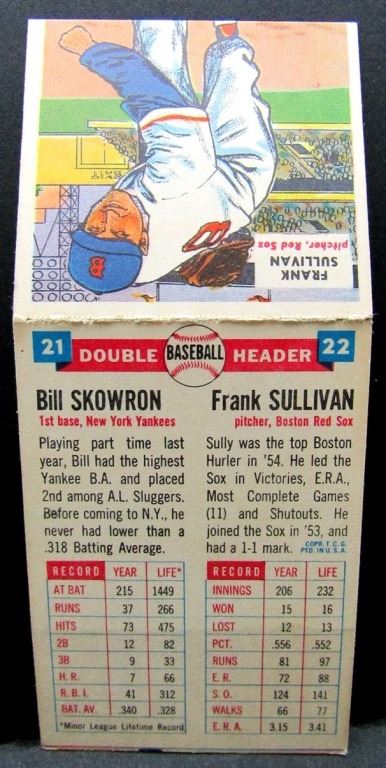 EXIT
B
B
FRANK
SULLIVAN
pitcher, Red Sox
21 DOUBLE BASEBALL HEADER 22
Bill SKOWRON
1st base, New York Yankees
Playing part time last
year, Bill had the highest
Yankee B.A. and placed
2nd among A.L. Sluggers.
Before coming to N.Y., he
never had lower than a
.318 Batting Average.
RECORD YEAR LIFE*
AT BAT 215 1449
RUNS 37 266
HITS 73 475
2B 12 82
3B 9 33
H. R. 7 66
R. B. I. 41 312
BAT. AV. .340 .328
*Minor League Lifetime Record
Frank SULLIVAN
pitcher, Boston Red Sox
Sully was the top Boston
Hurler in '54. He led the
Sox in Victories, E.R.A.,
Most Complete Games
(11) and Shutouts. He
joined the Sox in '53, and
had a 1-1 mark. COPR. T. C. G.
PTD. IN U. S. A.
RECORD YEAR LIFE
INNINGS 206 232
WON 15 16
LOST 12 13
PCT. .556 .552
RUNS 81 97
E. R. 72 88
S. O. 124 141
WALKS 66 77
E. R. A. 3.15 3.41